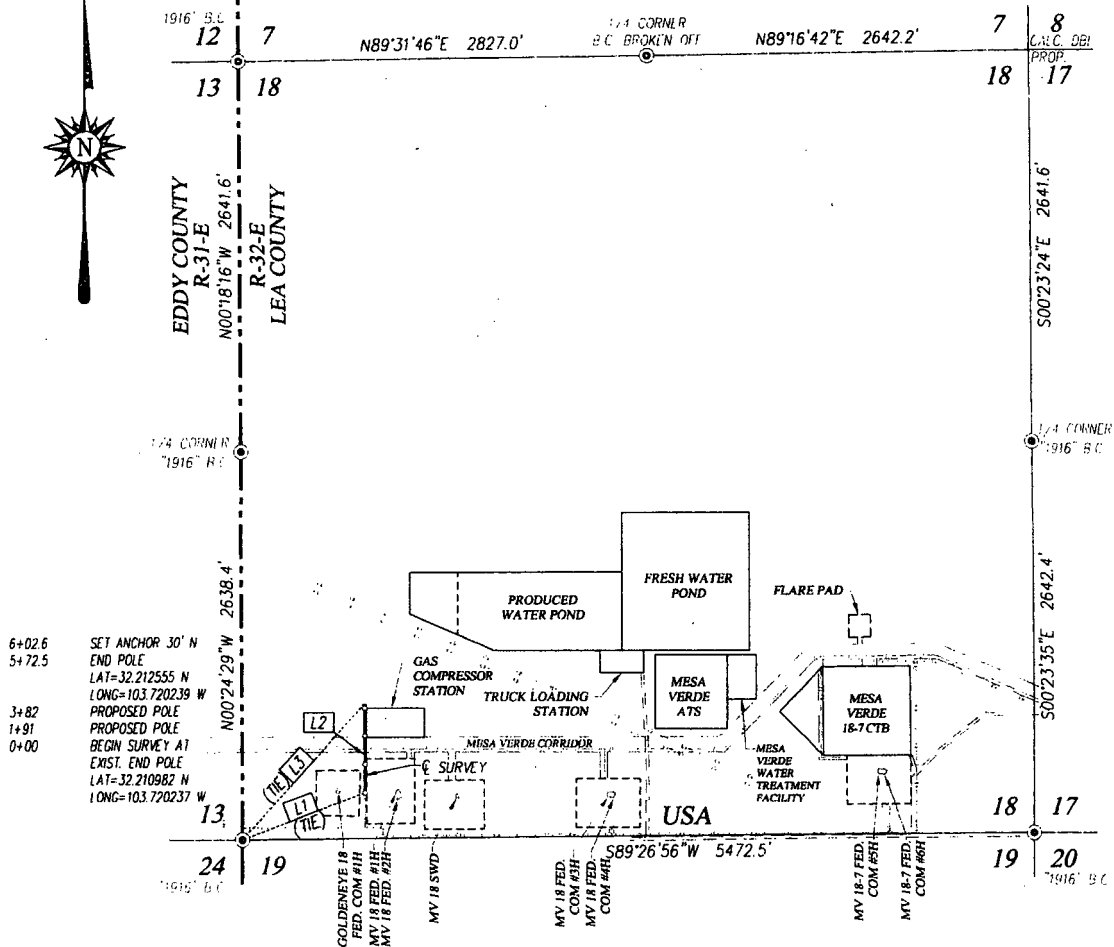 1916' B.C
12
7
13
18
N89°31'46"E 2827.0'
1/4 CORNER
B.C BROKEN OFF
N89°16'42" E 2642.2'
7
8
CALC. DBL
PROP.
18
17
N
EDDY COUNTY
R-31-E
N00°18'16"W 2641.6'
R-32-E
LEA COUNTY
S00°23'24"E 2641.6'
1/4 CORNER
"1916" B.C
1/4 CORNER
"1916" B.C
N00°24'29"W 2638.4'
S00°23'35"E 2642.4'
6+02.6 SET ANCHOR 30' N
5+72.5 END POLE
LAT=32.212555 N
LONG=103.720239 W
3+82 PROPOSED POLE
1+91 PROPOSED POLE
0+00 BEGIN SURVEY AT
EXIST. END POLE
LAT=32.210982 N
LONG=103.720237 W
PRODUCED
WATER POND
FRESH WATER
POND
FLARE PAD
GAS
COMPRESSOR
STATION
TRUCK LOADING
STATION
MESA
VERDE
ATS
MESA
VERDE
18-7 CTB
MESA
VERDE
WATER
TREATMENT
FACILITY
MESA VERDE CORRIDOR
L2
(TIE) L3
L1
(TIE)
℄ SURVEY
USA
13
24
19
"1916" B.C
S89°26'56"W 5472.5'
18
17
19
20
"1916" B.C
GOLDENEYE 18
FED. COM #1H
MV 18 FED. #1H
MV 18 FED. #2H
MV 18 SWD
MV 18 FED.
COM #3H
MV 18 FED.
COM #4H
MV 18-7 FED.
COM #5H
MV 18-7 FED.
COM #6H